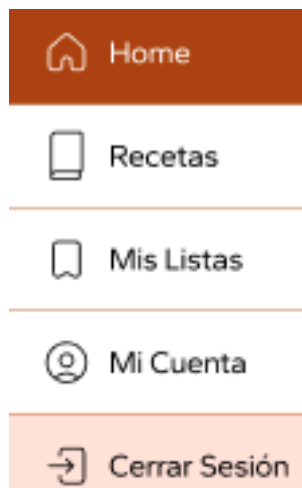 Home
Recetas
Mis Listas
Mi Cuenta
Cerrar Sesión